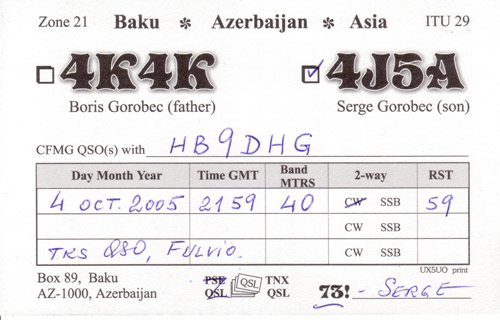 Zone 21 Baku * Azerbaijan * Asia ITU 29
4K4K 4J5A
Boris Gorobec (father) Serge Gorobec (son)
CFMG QSO(s) with HB9DHG
Day Month Year Time GMT Band MTRS 2-way RST
4 OCT. 2005 2159 40 CW SSB 59
CW SSB
TKS QSO, FULVIO. CW SSB
UX5UO print
Box 89, Baku PSE QSL TNX
AZ-1000, Azerbaijan QSL QSL 73! - SERGE